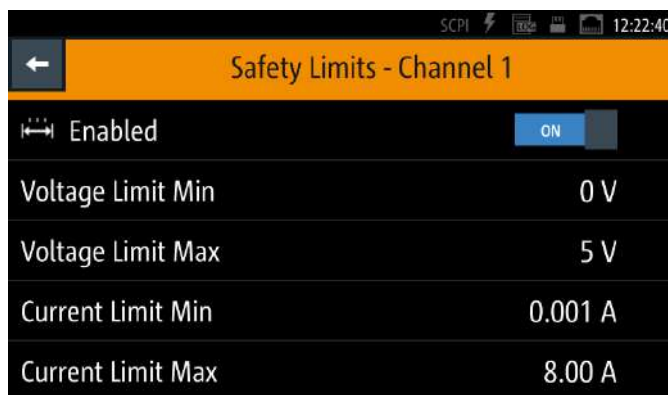 SCPI 12:22:40
Safety Limits - Channel 1
Enabled ON
Voltage Limit Min 0 V
Voltage Limit Max 5 V
Current Limit Min 0.001 A
Current Limit Max 8.00 A